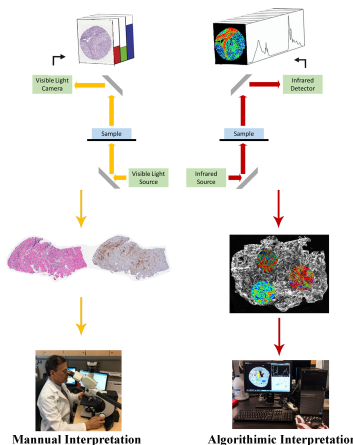 Visible Light
Camera
Infrared
Detector
Sample
Sample
Visible Light
Source
Infrared
Source
Mannual Interpretation
Algorithimic Interpretation